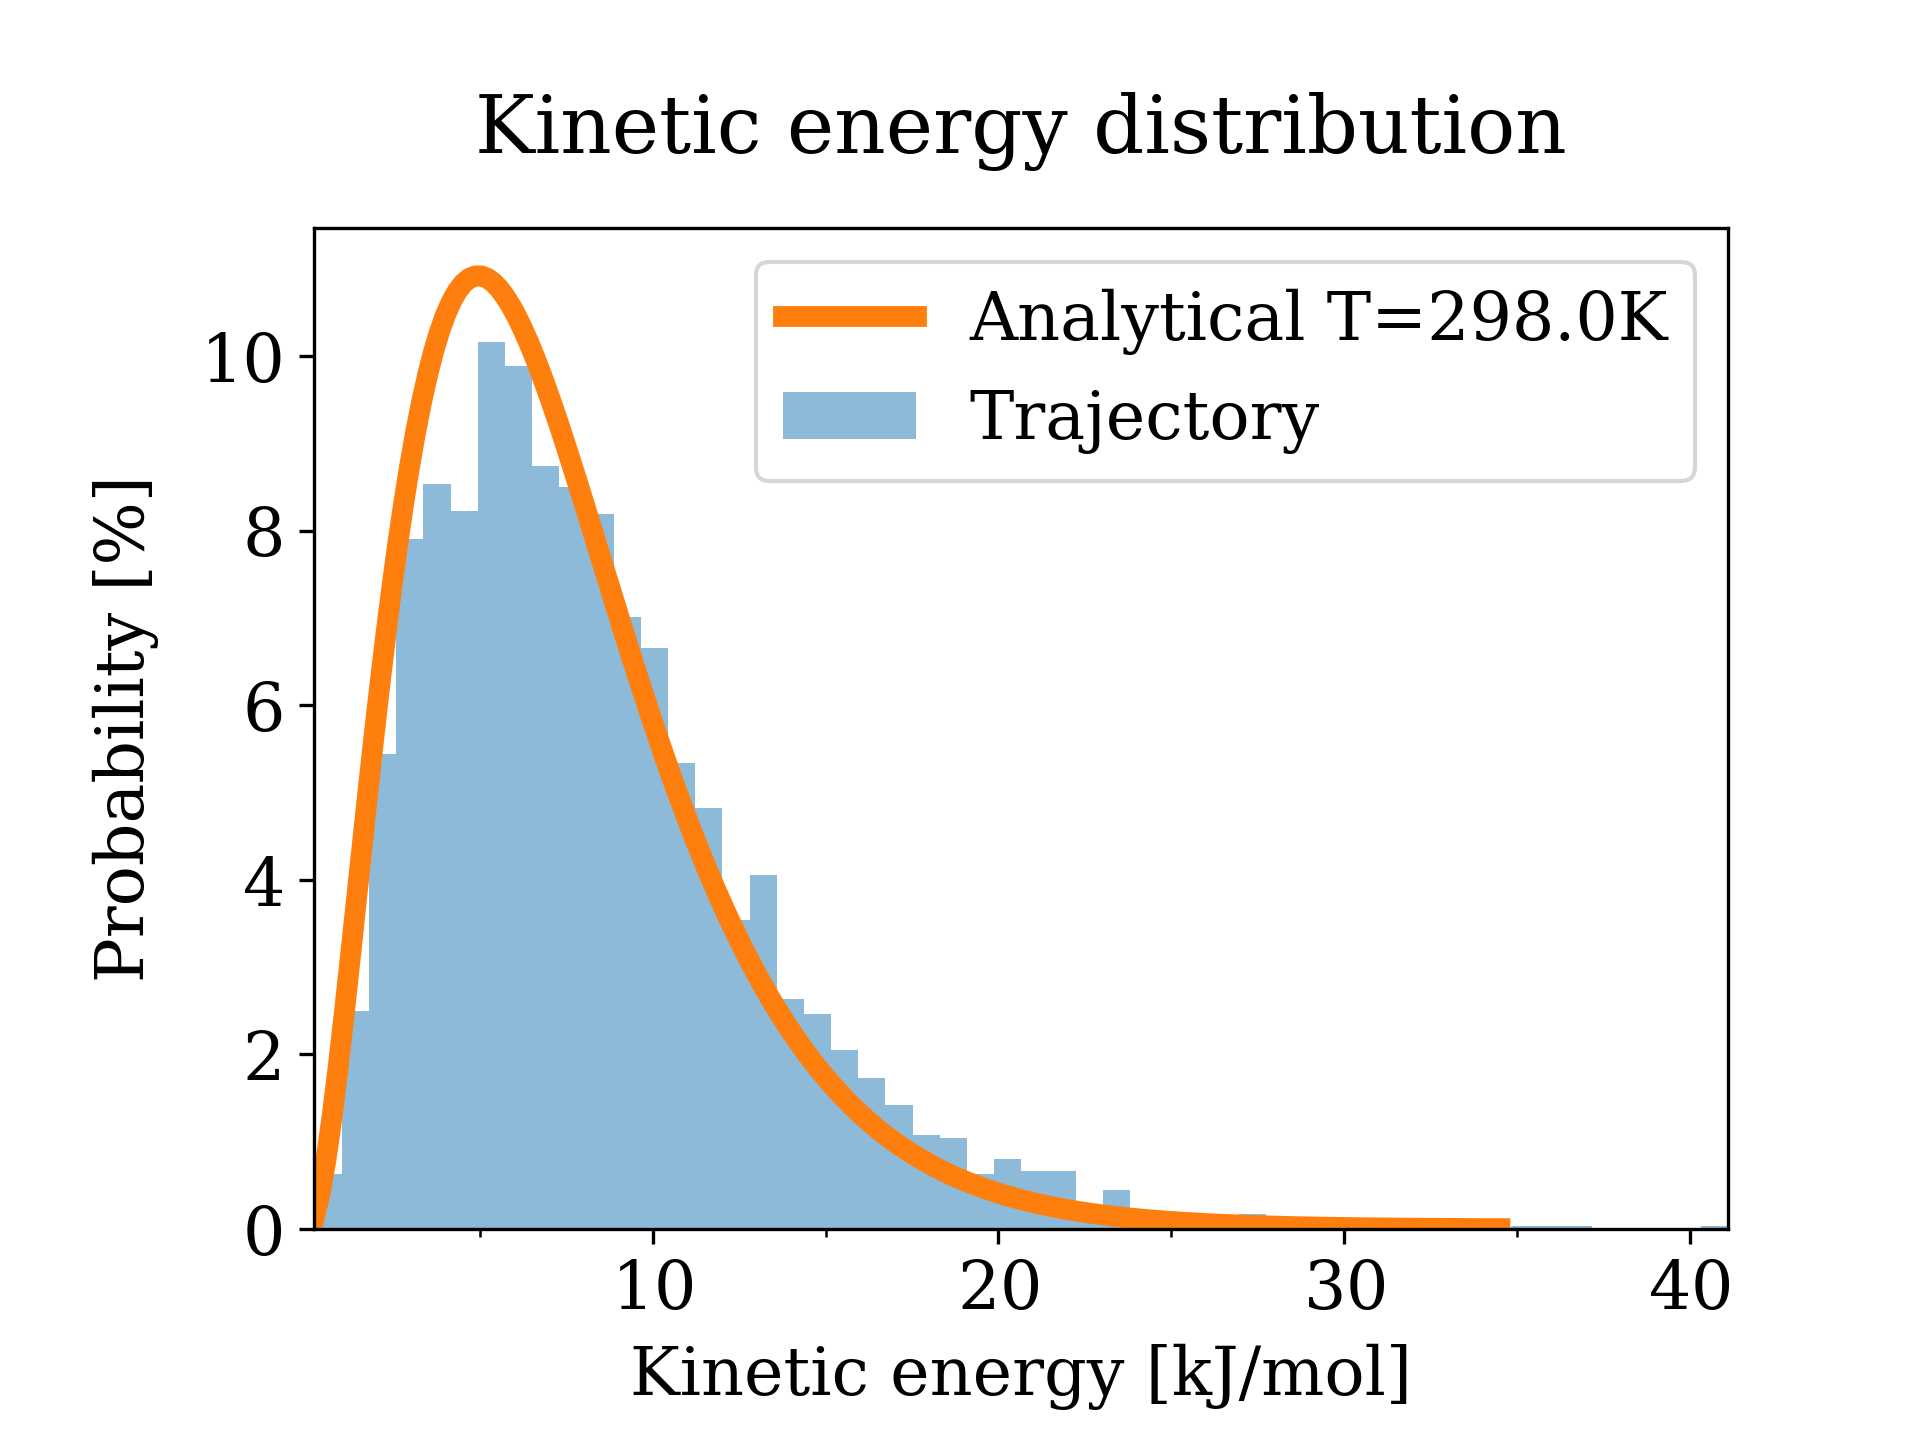 Kinetic energy distribution
Analytical T=298.0K
Trajectory
Probability [%]
10
8
6
4
2
0
10 20 30 40
Kinetic energy [kJ/mol]